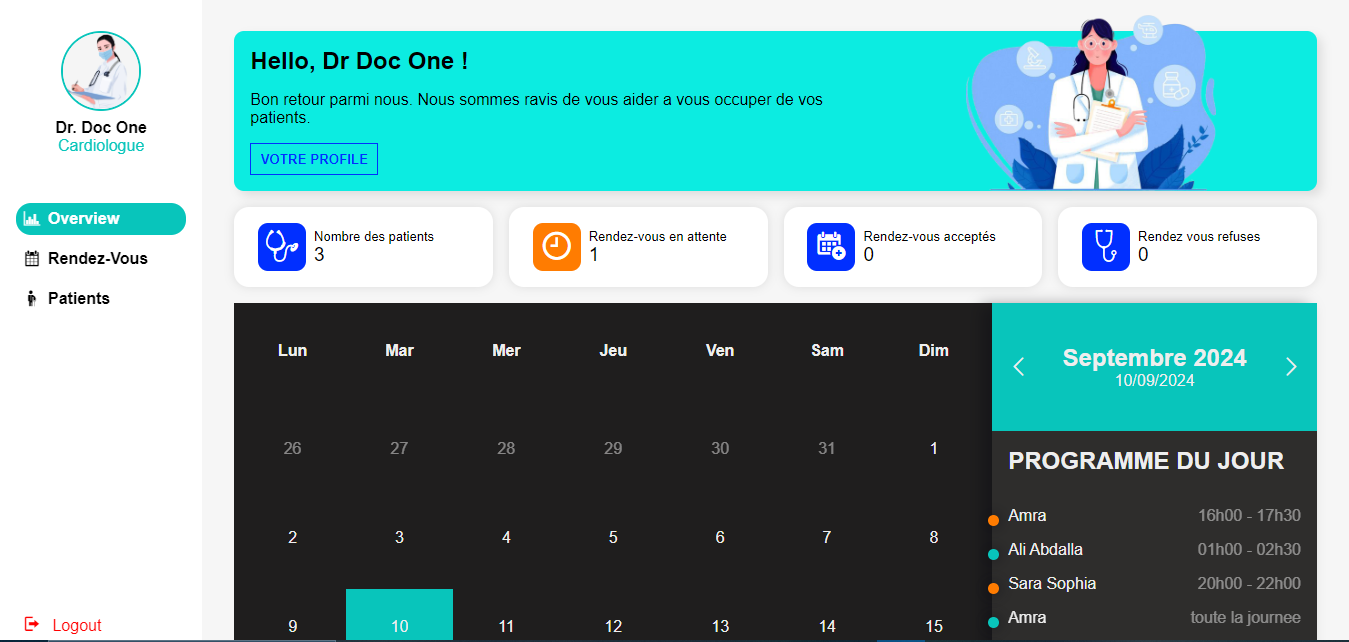 Dr. Doc One
Cardiologue
Overview
Rendez-Vous
Patients
Logout
Hello, Dr Doc One !
Bon retour parmi nous. Nous sommes ravis de vous aider a vous occuper de vos
patients.
VOTRE PROFILE
Nombre des patients
3
Rendez-vous en attente
1
Rendez-vous acceptés
0
Rendez vous refuses
0
Lun Mar Mer Jeu Ven Sam Dim
26 27 28 29 30 31 1
2 3 4 5 6 7 8
9 10 11 12 13 14 15
Septembre 2024
10/09/2024
PROGRAMME DU JOUR
Amra 16h00 - 17h30
Ali Abdalla 01h00 - 02h30
Sara Sophia 20h00 - 22h00
Amra toute la journee